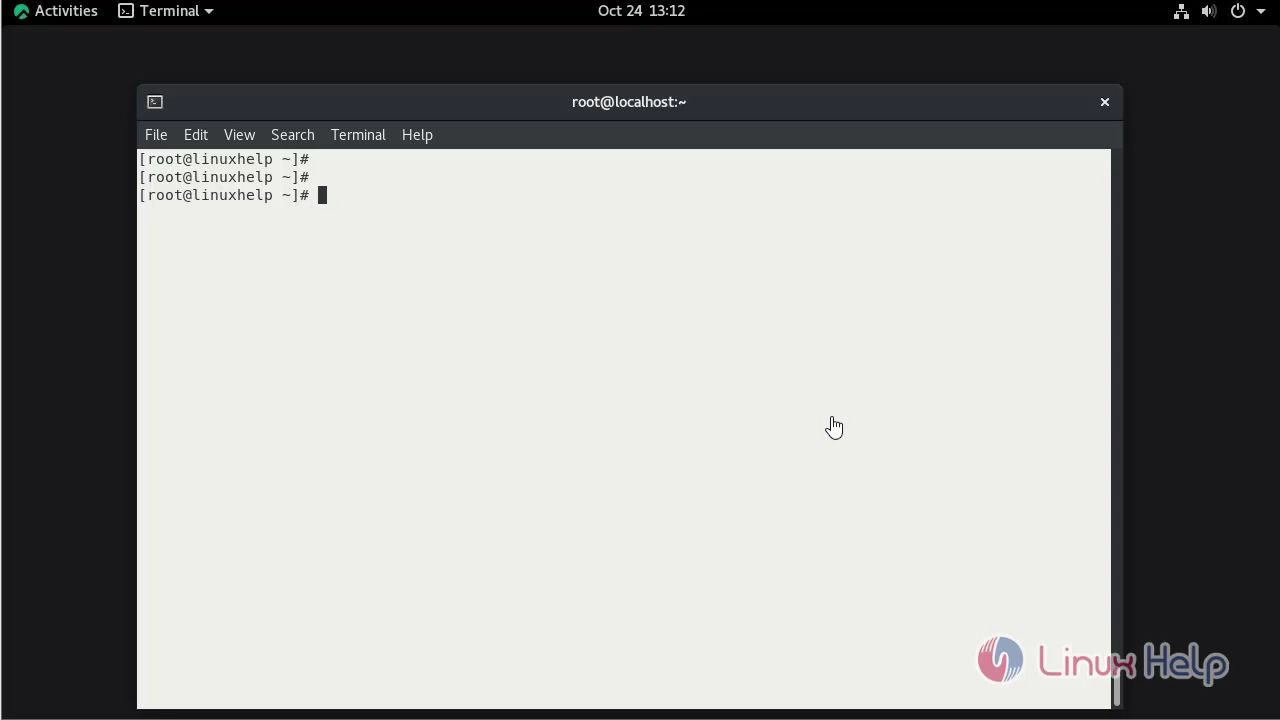 Activities Terminal Oct 24 13:12
root@localhost:~
File Edit View Search Terminal Help
[root@linuxhelp ~]#
[root@linuxhelp ~]#
[root@linuxhelp ~]#
Linux Help